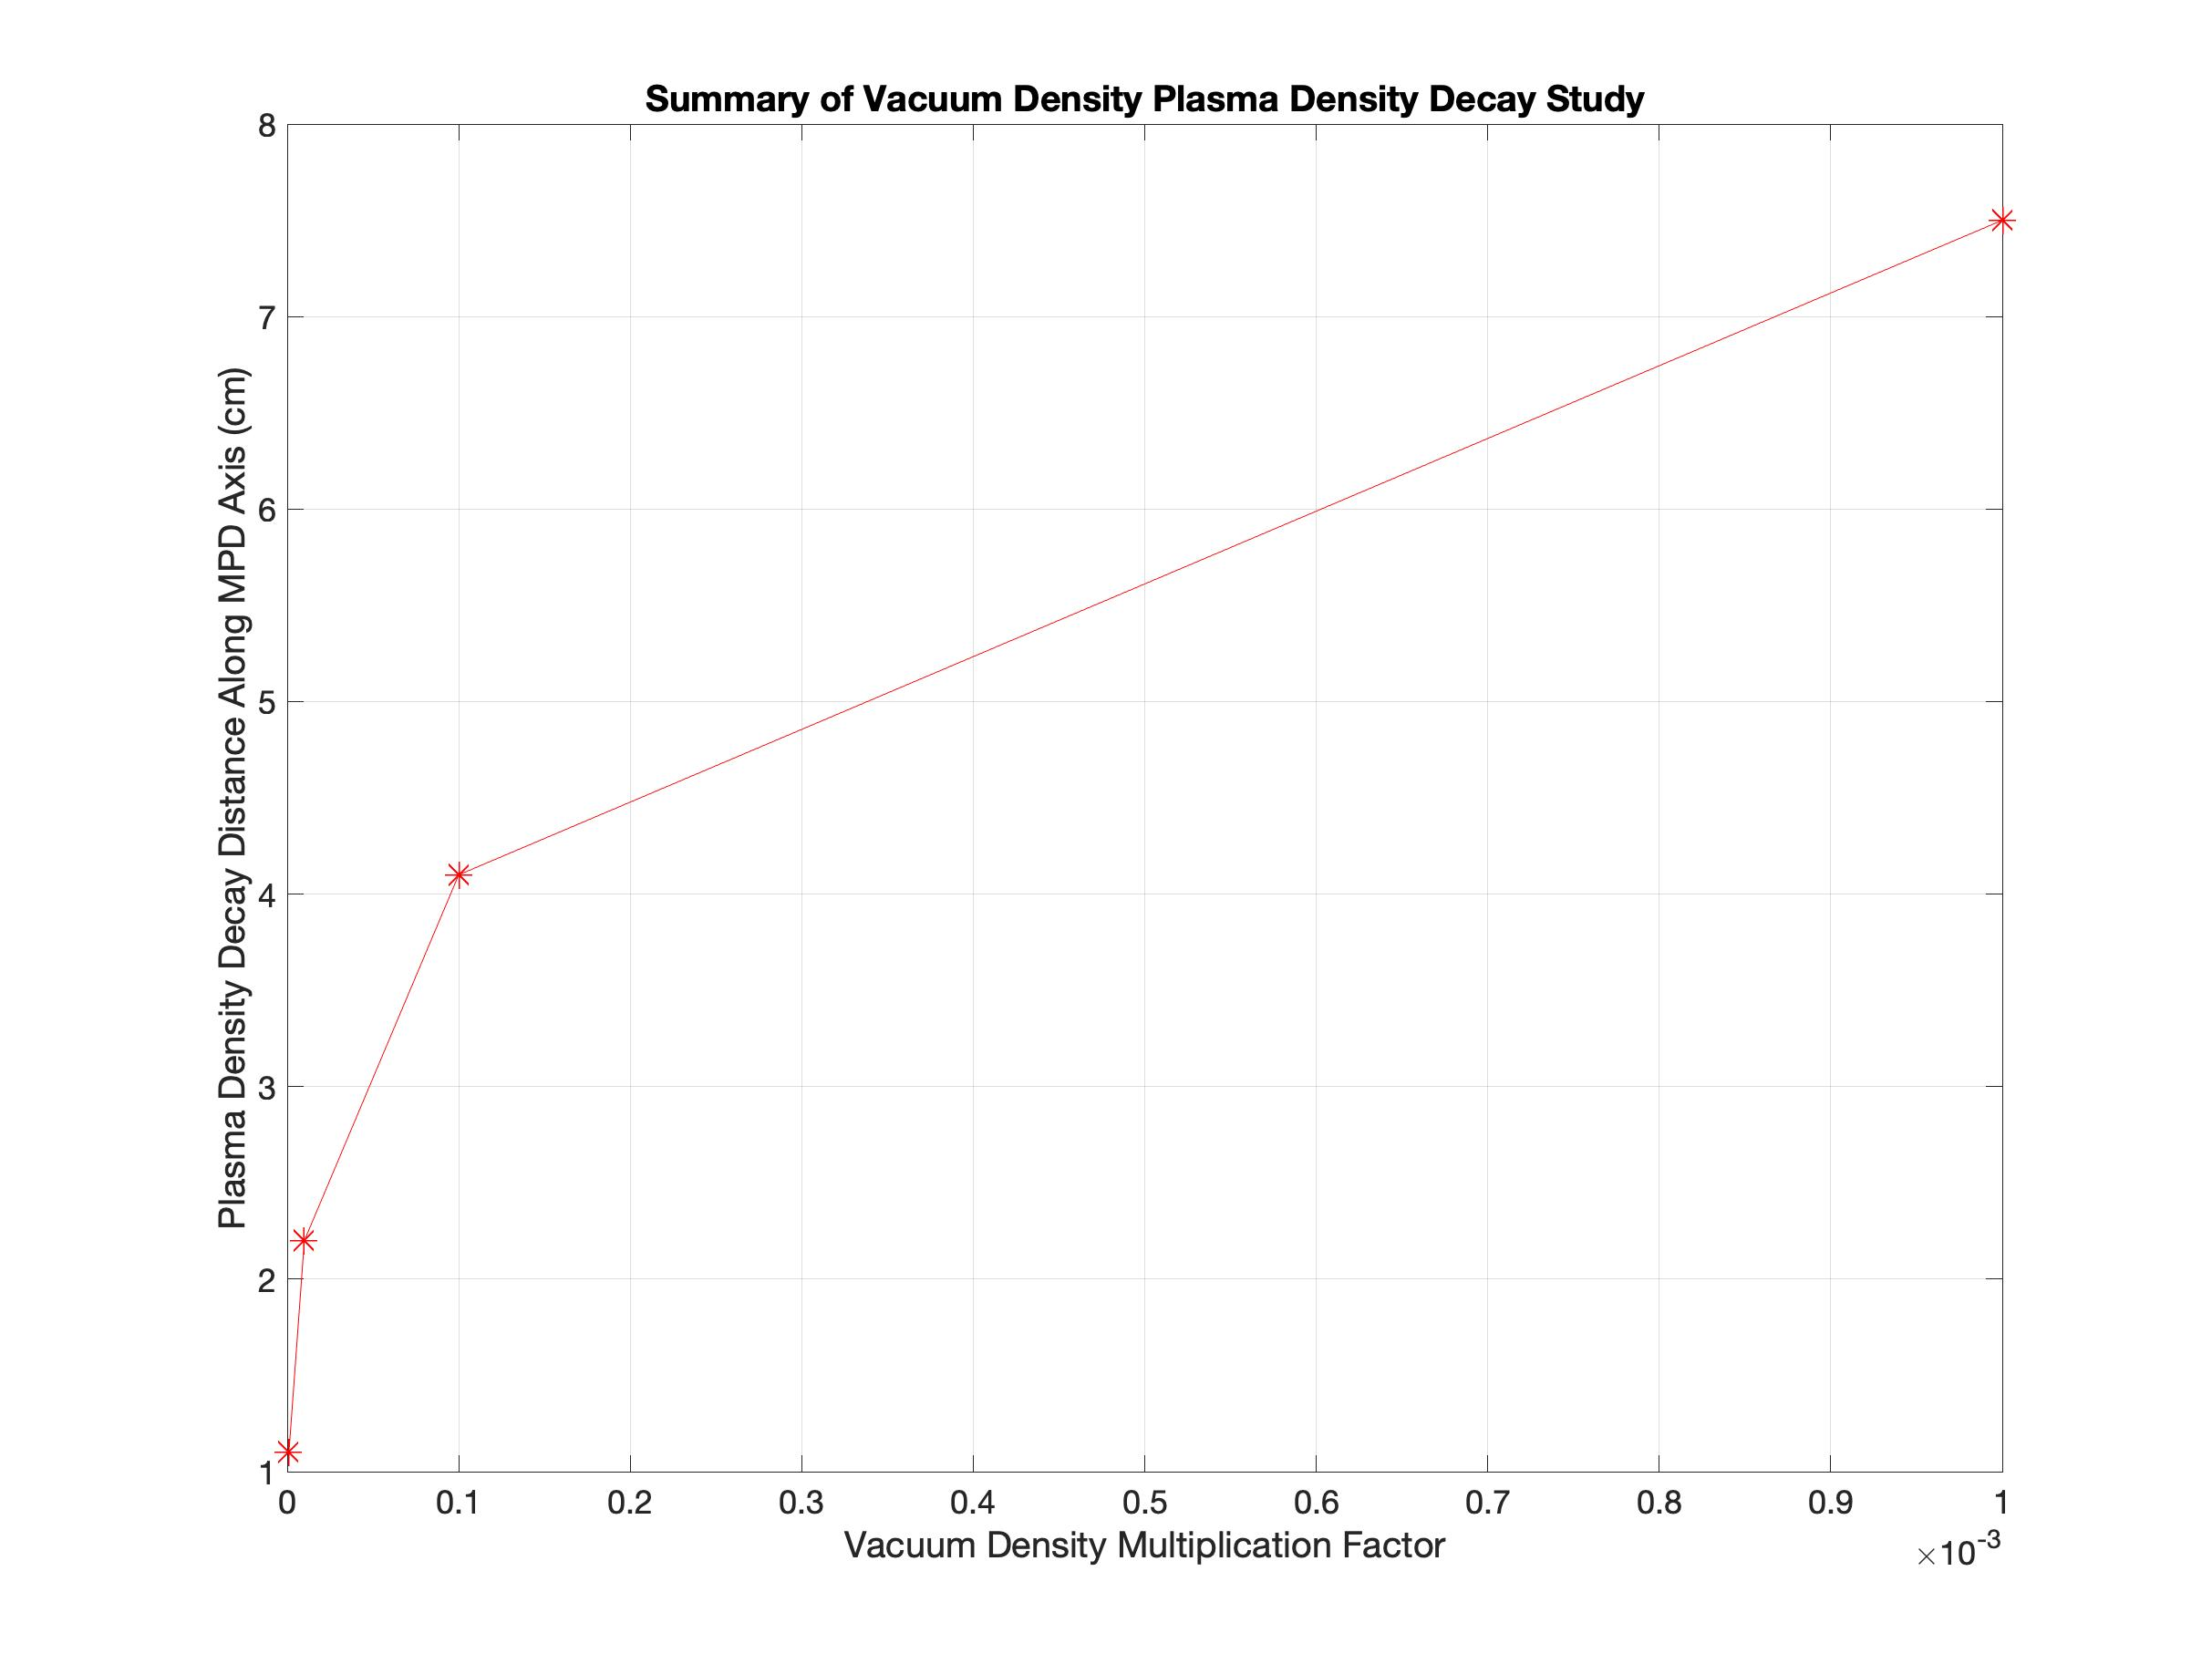 Summary of Vacuum Density Plasma Density Decay Study
8
7
6
5
4
3
2
1
Plasma Density Decay Distance Along MPD Axis (cm)
0 0.1 0.2 0.3 0.4 0.5 0.6 0.7 0.8 0.9 1
Vacuum Density Multiplication Factor
×10⁻³